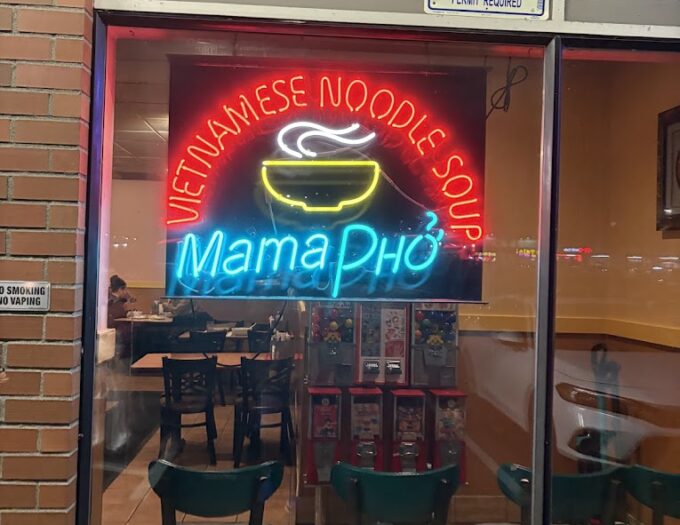 PERMIT REQUIRED
VIETNAMESE NOODLE SOUP
Mama PHỞ
NO SMOKING
NO VAPING